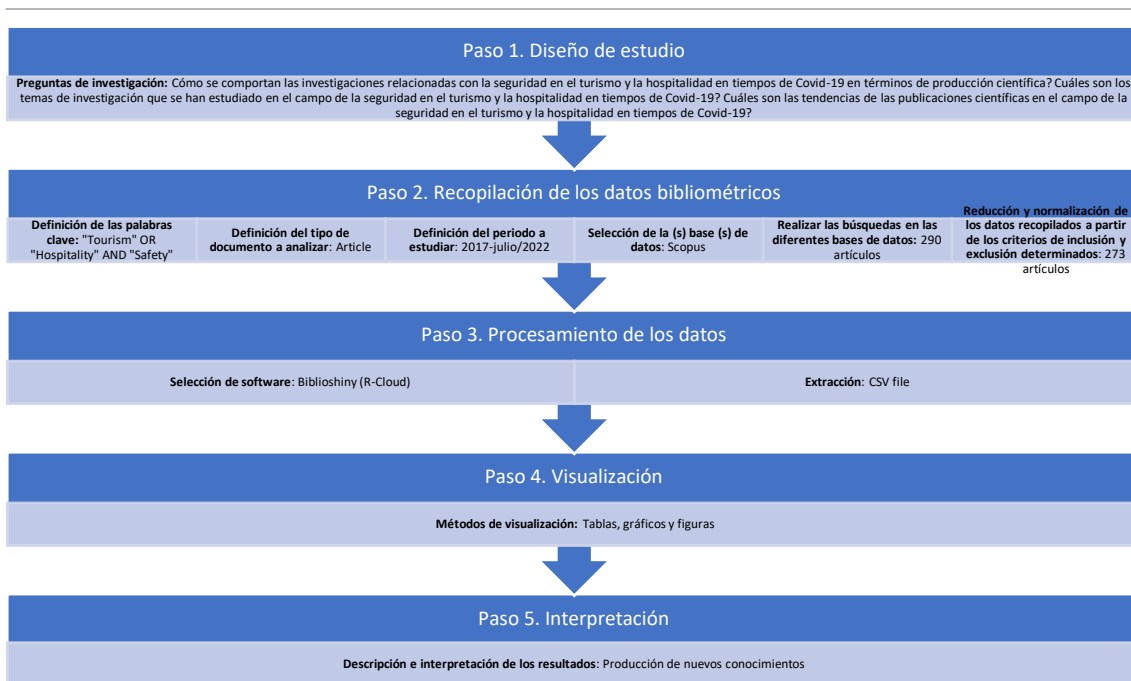 Paso 1. Diseño de estudio
Preguntas de investigación: Cómo se comportan las investigaciones relacionadas con la seguridad en el turismo y la hospitalidad en tiempos de Covid-19 en términos de producción científica? Cuáles son los
temas de investigación que se han estudiado en el campo de la seguridad en el turismo y la hospitalidad en tiempos de Covid-19? Cuáles son las tendencias de las publicaciones científicas en el campo de la
seguridad en el turismo y la hospitalidad en tiempos de Covid-19?
Paso 2. Recopilación de los datos bibliométricos
Definición de las palabras
clave: "Tourism" OR
"Hospitality" AND "Safety"
Definición del tipo de
documento a analizar: Article
Definición del periodo a
estudiar: 2017-julio/2022
Selección de la (s) base (s) de
datos: Scopus
Realizar las búsquedas en las
diferentes bases de datos: 290
artículos
Reducción y normalización de
los datos recopilados a partir
de los criterios de inclusión y
exclusión determinados: 273
artículos
Paso 3. Procesamiento de los datos
Selección de software: Biblioshiny (R-Cloud)
Extracción: CSV file
Paso 4. Visualización
Métodos de visualización: Tablas, gráficos y figuras
Paso 5. Interpretación
Descripción e interpretación de los resultados: Producción de nuevos conocimientos